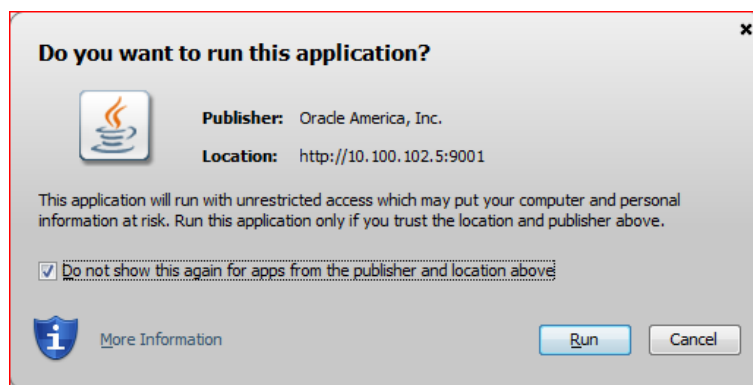 Do you want to run this application?
Publisher: Oracle America, Inc.
Location: http://10.100.102.5:9001
This application will run with unrestricted access which may put your computer and personal
information at risk. Run this application only if you trust the location and publisher above.
Do not show this again for apps from the publisher and location above
More Information
Run
Cancel